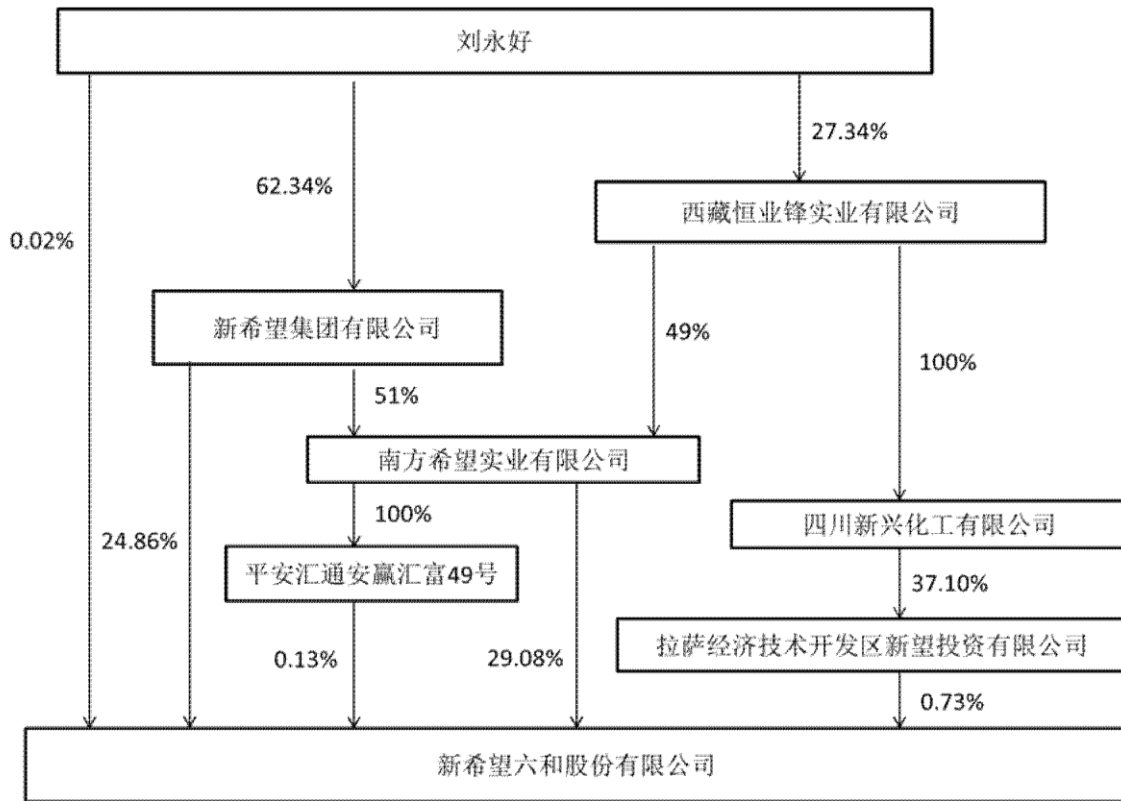 刘永好
27.34%
62.34%
西藏恒业锋实业有限公司
0.02%
新希望集团有限公司
49%
100%
51%
南方希望实业有限公司
100%
四川新兴化工有限公司
24.86%
平安汇通安赢汇富49号
37.10%
拉萨经济技术开发区新望投资有限公司
0.13%
29.08%
0.73%
新希望六和股份有限公司